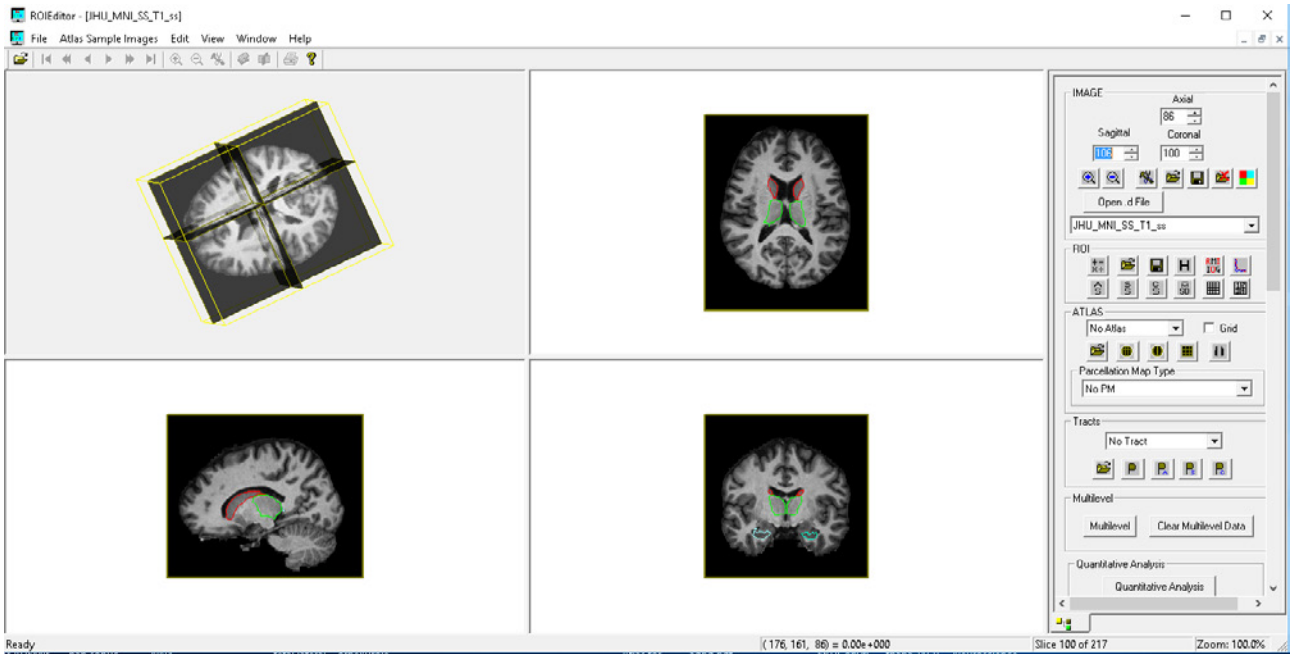 ROIEditor - [JHU_MNI_SS_T1_ss]
File Atlas Sample Images Edit View Window Help
IMAGE
Axial
86
Sagittal Coronal
106 100
Open .d File
JHU_MNI_SS_T1_ss
ROI
ATLAS
No Atlas Grid
Parcellation Map Type
No PM
Tracts
No Tract
Multilevel
Multilevel Clear Multilevel Data
Quantitative Analysis
Quantitative Analysis
Ready (176, 161, 86) = 0.00e+000 Slice 100 of 217 Zoom: 100.0%